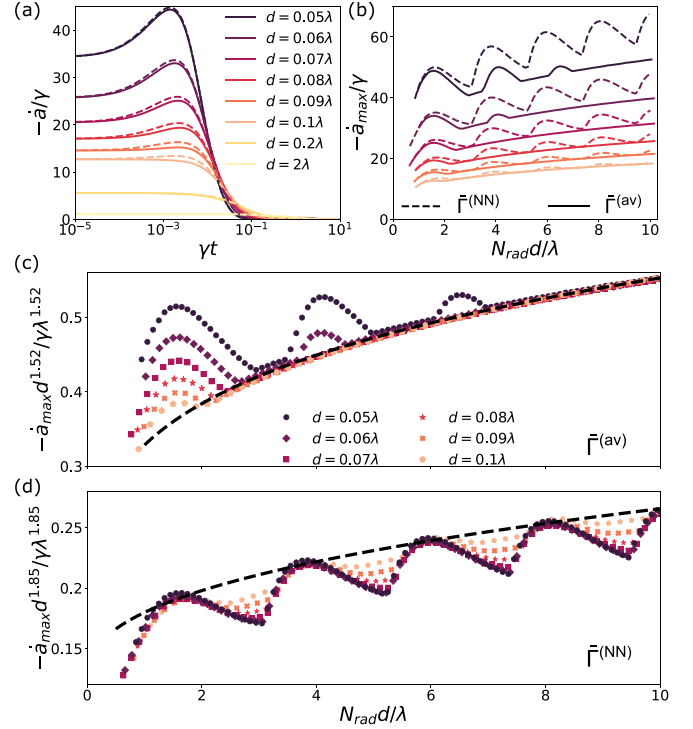 (a)
−ȧ/γ
40
30
20
10
0
10⁻⁵
10⁻³
10⁻¹
10¹
γt
d = 0.05λ
d = 0.06λ
d = 0.07λ
d = 0.08λ
d = 0.09λ
d = 0.1λ
d = 0.2λ
d = 2λ
(b)
−ȧ_max/γ
60
40
20
0
0
2
4
6
8
10
N_rad d/λ
Γ̄^(NN)
Γ̄^(av)
(c)
−ȧ_max d^1.52/γλ^1.52
0.5
0.4
0.3
d = 0.05λ
d = 0.06λ
d = 0.07λ
d = 0.08λ
d = 0.09λ
d = 0.1λ
Γ̄^(av)
(d)
−ȧ_max d^1.85/γλ^1.85
0.25
0.2
0.15
0
2
4
6
8
10
N_rad d/λ
Γ̄^(NN)